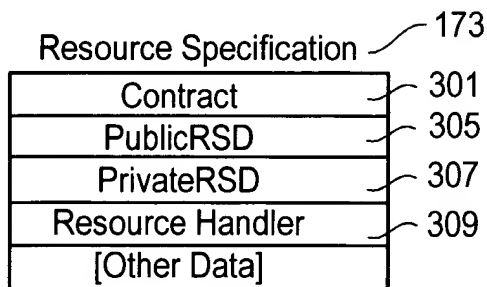 173
Resource Specification
Contract 301
PublicRSD 305
PrivateRSD 307
Resource Handler 309
[Other Data]